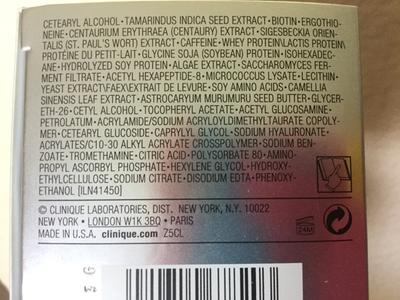 CETEARYL ALCOHOL•TAMARINDUS INDICA SEED EXTRACT•BIOTIN•ERGOTHIO-
NEINE•CENTAURIUM ERYTHRAEA (CENTAURY) EXTRACT•SIGESBECKIA ORIEN-
TALIS (ST. PAUL'S WORT) EXTRACT•CAFFEINE•WHEY PROTEIN\LACTIS PROTEIN\
PROTÉINE DU PETIT-LAIT•GLYCINE SOJA (SOYBEAN) PROTEIN•ISOHEXADEC-
ANE•HYDROLYZED SOY PROTEIN•ALGAE EXTRACT•SACCHAROMYCES FER-
MENT FILTRATE•ACETYL HEXAPEPTIDE-8•MICROCOCCUS LYSATE•LECITHIN•
YEAST EXTRACT\FAEX\EXTRAIT DE LEVURE•SOY AMINO ACIDS•CAMELLIA
SINENSIS LEAF EXTRACT•ASTROCARYUM MURUMURU SEED BUTTER•GLYCER-
ETH-26•CETYL ALCOHOL•TOCOPHERYL ACETATE•ACETYL GLUCOSAMINE•
PETROLATUM•ACRYLAMIDE/SODIUM ACRYLOYLDIMETHYLTAURATE COPOLY-
MER•CETEARYL GLUCOSIDE•CAPRYLYL GLYCOL•SODIUM HYALURONATE•
ACRYLATES/C10-30 ALKYL ACRYLATE CROSSPOLYMER•SODIUM BEN-
ZOATE•TROMETHAMINE•CITRIC ACID•POLYSORBATE 80•AMINO-
PROPYL ASCORBYL PHOSPHATE•HEXYLENE GLYCOL•HYDROXY-
ETHYLCELLULOSE•SODIUM CITRATE•DISODIUM EDTA•PHENOXY-
ETHANOL [ILN41450]
© CLINIQUE LABORATORIES, DIST. NEW YORK, N.Y. 10022
NEW YORK • LONDON W1K 3BQ • PARIS
MADE IN U.S.A. clinique.com Z5CL
24M